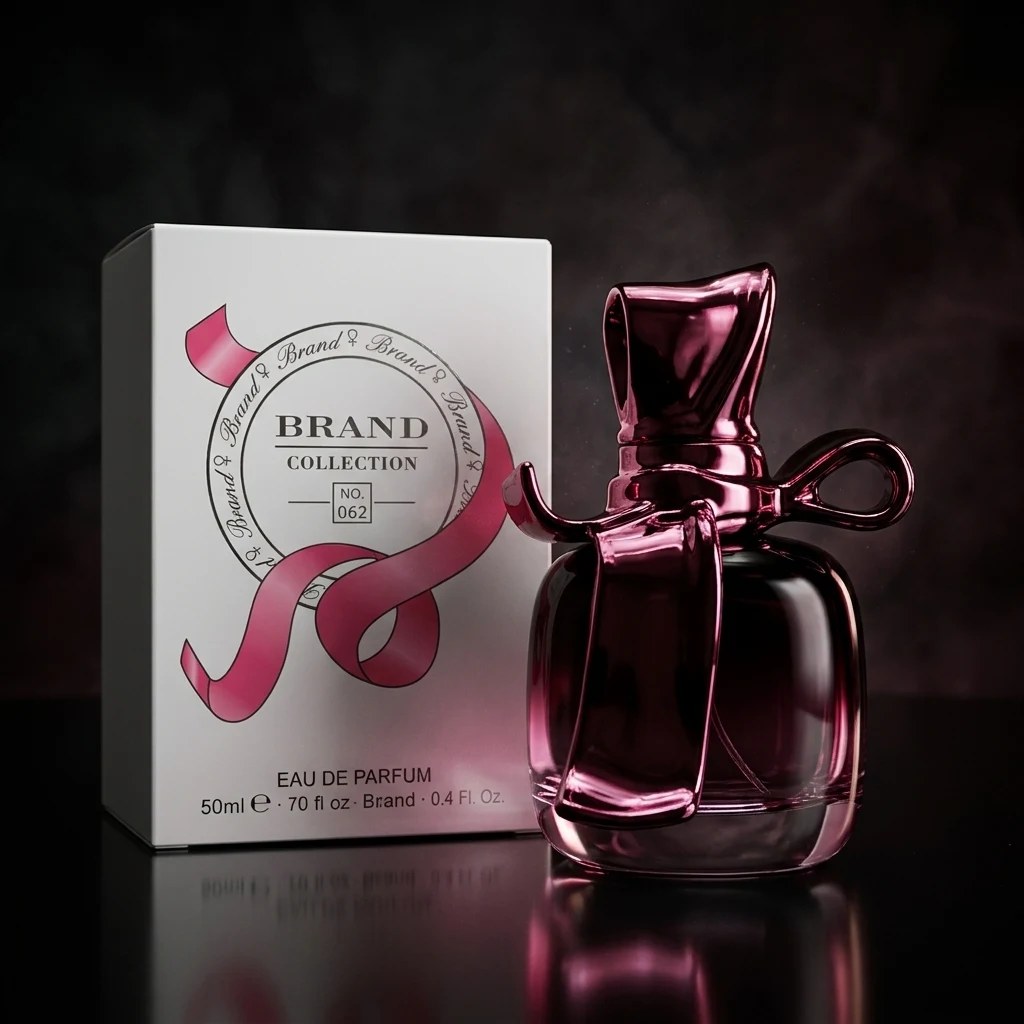 Brand ♀ Brand ♀ Brand ♀ Brand ♀ Brand
BRAND
COLLECTION
NO.
062
EAU DE PARFUM
50ml ℮ · 70 fl oz · Brand · 0.4 Fl. Oz.